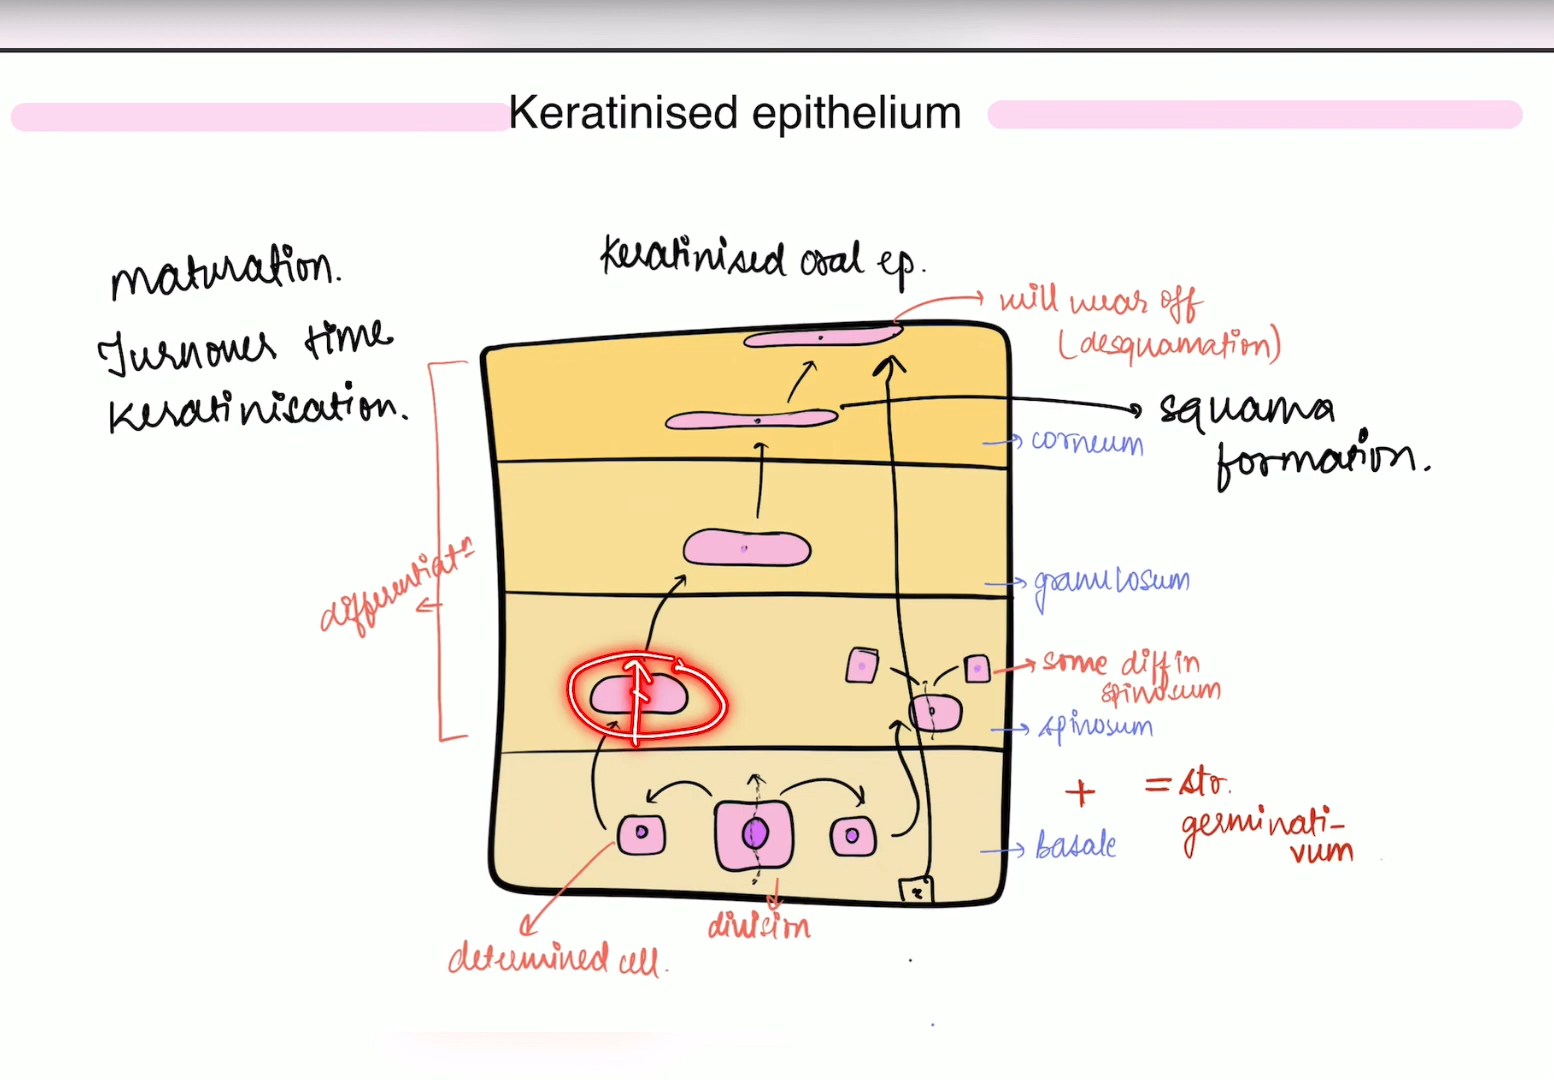 Keratinised epithelium
maturation.
Turnover time
Keratinisation.
Keratinised oral ep.
will wear off
(desquamation)
squama
formation.
corneum
differentiatn
granulosum
some diff in
spinosum
spinosum
+ = str.
germinati-
vum
basale
division
determined cell.